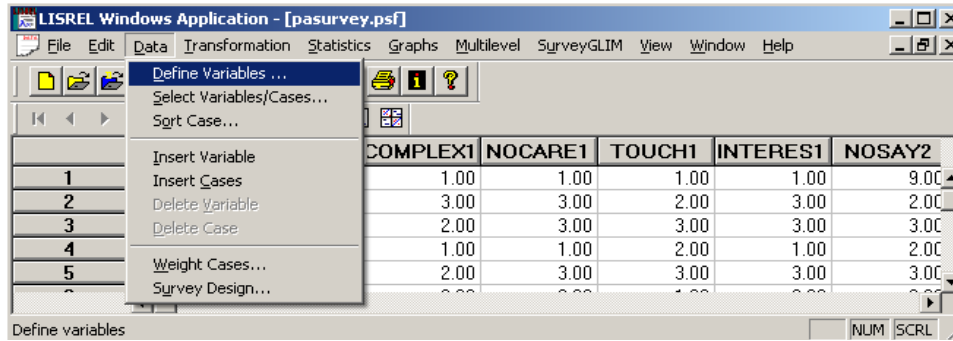 LISREL Windows Application - [pasurvey.psf]
File Edit Data Transformation Statistics Graphs Multilevel SurveyGLIM View Window Help
Define Variables ...
Select Variables/Cases...
Sort Case...
Insert Variable
Insert Cases
Delete Variable
Delete Case
Weight Cases...
Survey Design...
COMPLEX1 NOCARE1 TOUCH1 INTERES1 NOSAY2
1 1.00 1.00 1.00 1.00 9.00
2 3.00 3.00 2.00 3.00 2.00
3 2.00 3.00 3.00 3.00 3.00
4 1.00 1.00 2.00 1.00 2.00
5 2.00 3.00 3.00 3.00 3.00
Define variables NUM SCRL